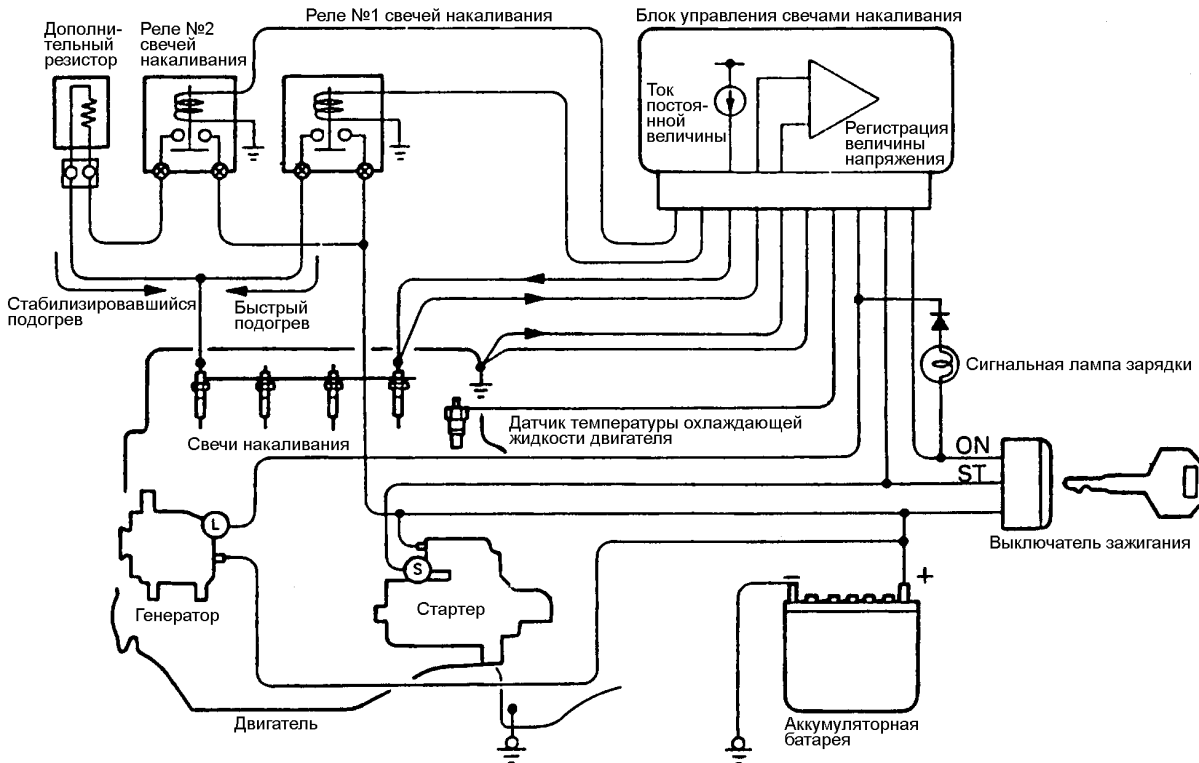 Дополни-
тельный
резистор
Реле №2
свечей
накаливания
Реле №1 свечей накаливания
Блок управления свечами накаливания
Ток
постоя-
нной
величины
Регистрация
величины
напряжения
Стабилизировавшийся
подогрев
Быстрый
подогрев
Сигнальная лампа зарядки
Свечи накаливания
Датчик температуры охлаждающей
жидкости двигателя
ON
ST
L
Выключатель зажигания
S
Генератор
Стартер
− +
Двигатель
Аккумуляторная
батарея